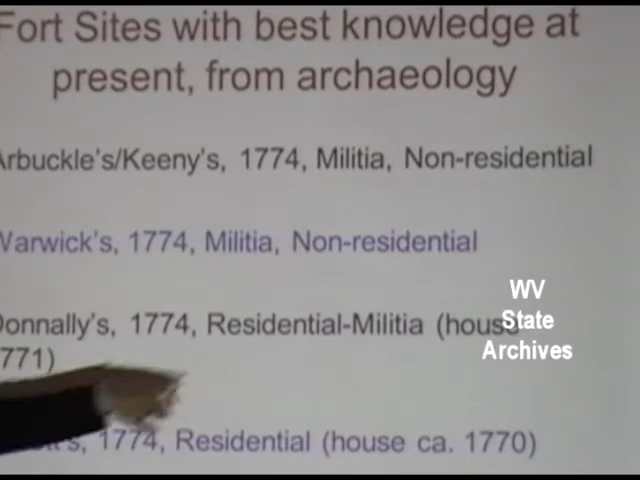 Fort Sites with best knowledge at
present, from archaeology
Arbuckle's/Keeny's, 1774, Militia, Non-residential
Warwick's, 1774, Militia, Non-residential
Donnally's, 1774, Residential-Militia (house
1771)
1774, Residential (house ca. 1770)
WV
State
Archives